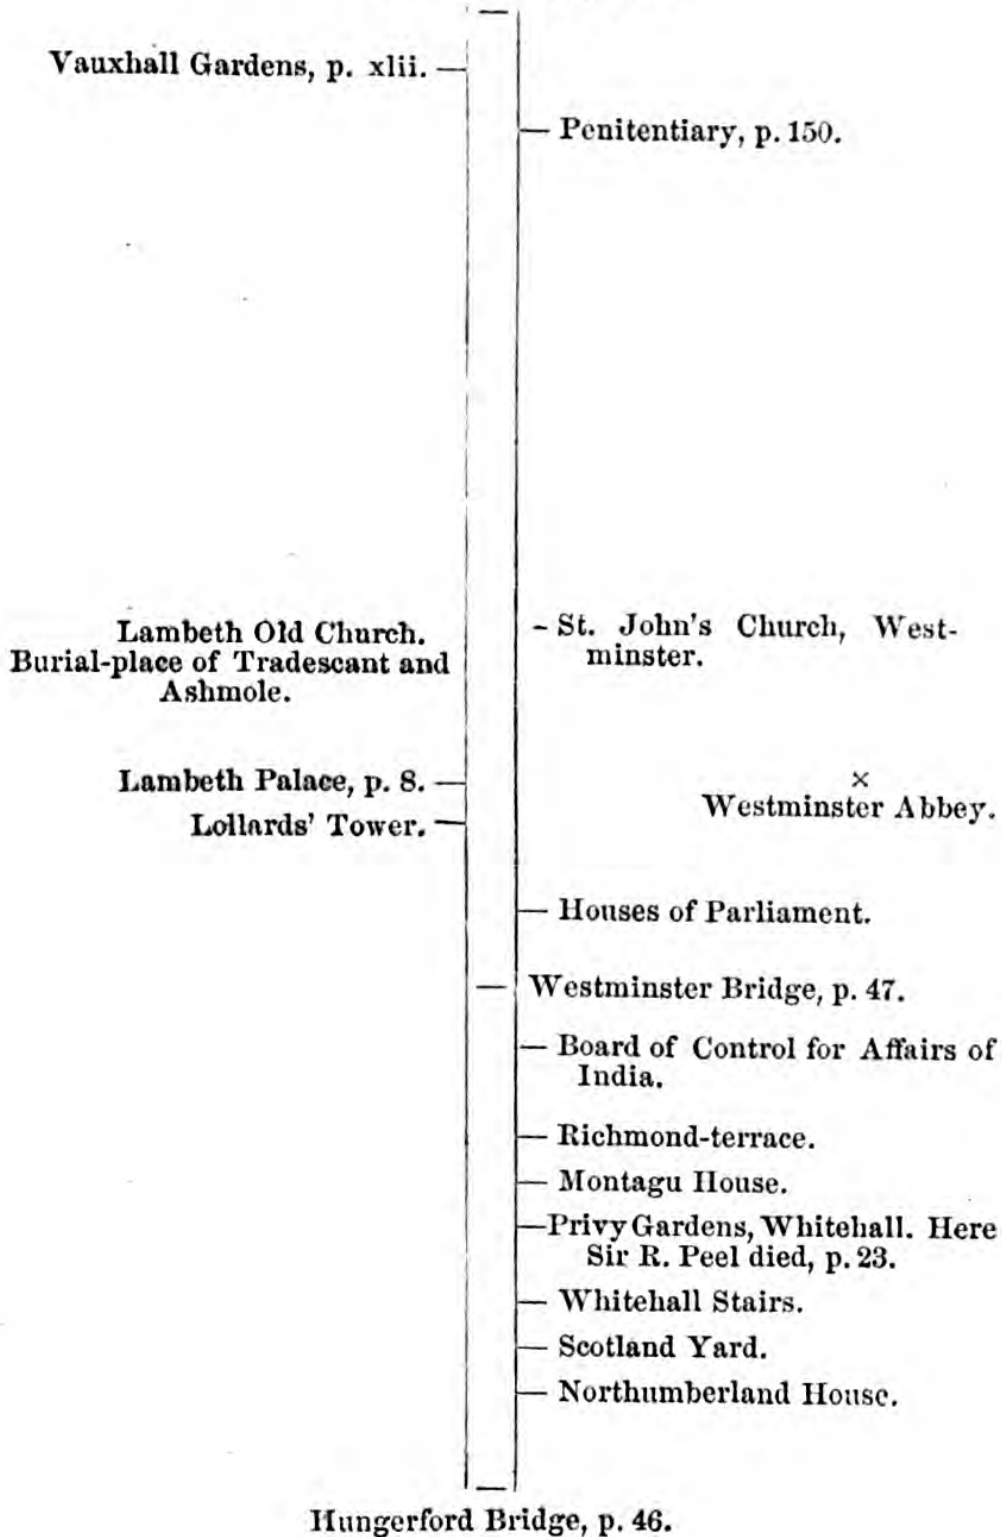 Vauxhall Gardens, p. xlii.
Penitentiary, p. 150.
Lambeth Old Church.
Burial-place of Tradescant and
Ashmole.
St. John's Church, West-
minster.
Lambeth Palace, p. 8.
Lollards' Tower.
×
Westminster Abbey.
Houses of Parliament.
Westminster Bridge, p. 47.
Board of Control for Affairs of
India.
Richmond-terrace.
Montagu House.
Privy Gardens, Whitehall. Here
Sir R. Peel died, p. 23.
Whitehall Stairs.
Scotland Yard.
Northumberland House.
Hungerford Bridge, p. 46.